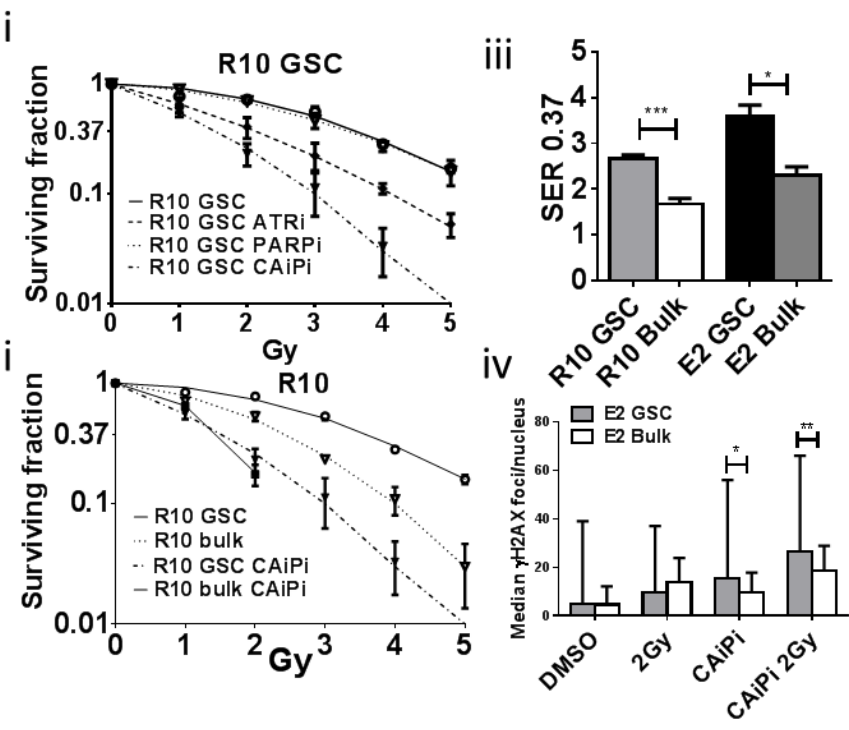 i
R10 GSC
Surviving fraction
1
0.37
0.1
0.01
R10 GSC
R10 GSC ATRi
R10 GSC PARPi
R10 GSC CAiPi
0 1 2 3 4 5
Gy
iii
SER 0.37
5
4
3
2
1
0
***
*
R10 GSC
R10 Bulk
E2 GSC
E2 Bulk
i
R10
Surviving fraction
1
0.37
0.1
0.01
R10 GSC
R10 bulk
R10 GSC CAiPi
R10 bulk CAiPi
0 1 2 3 4 5
Gy
iv
E2 GSC
E2 Bulk
Median γH2AX foci/nucleus
80
60
40
20
0
*
**
DMSO
2Gy
CAiPi
CAiPi 2Gy